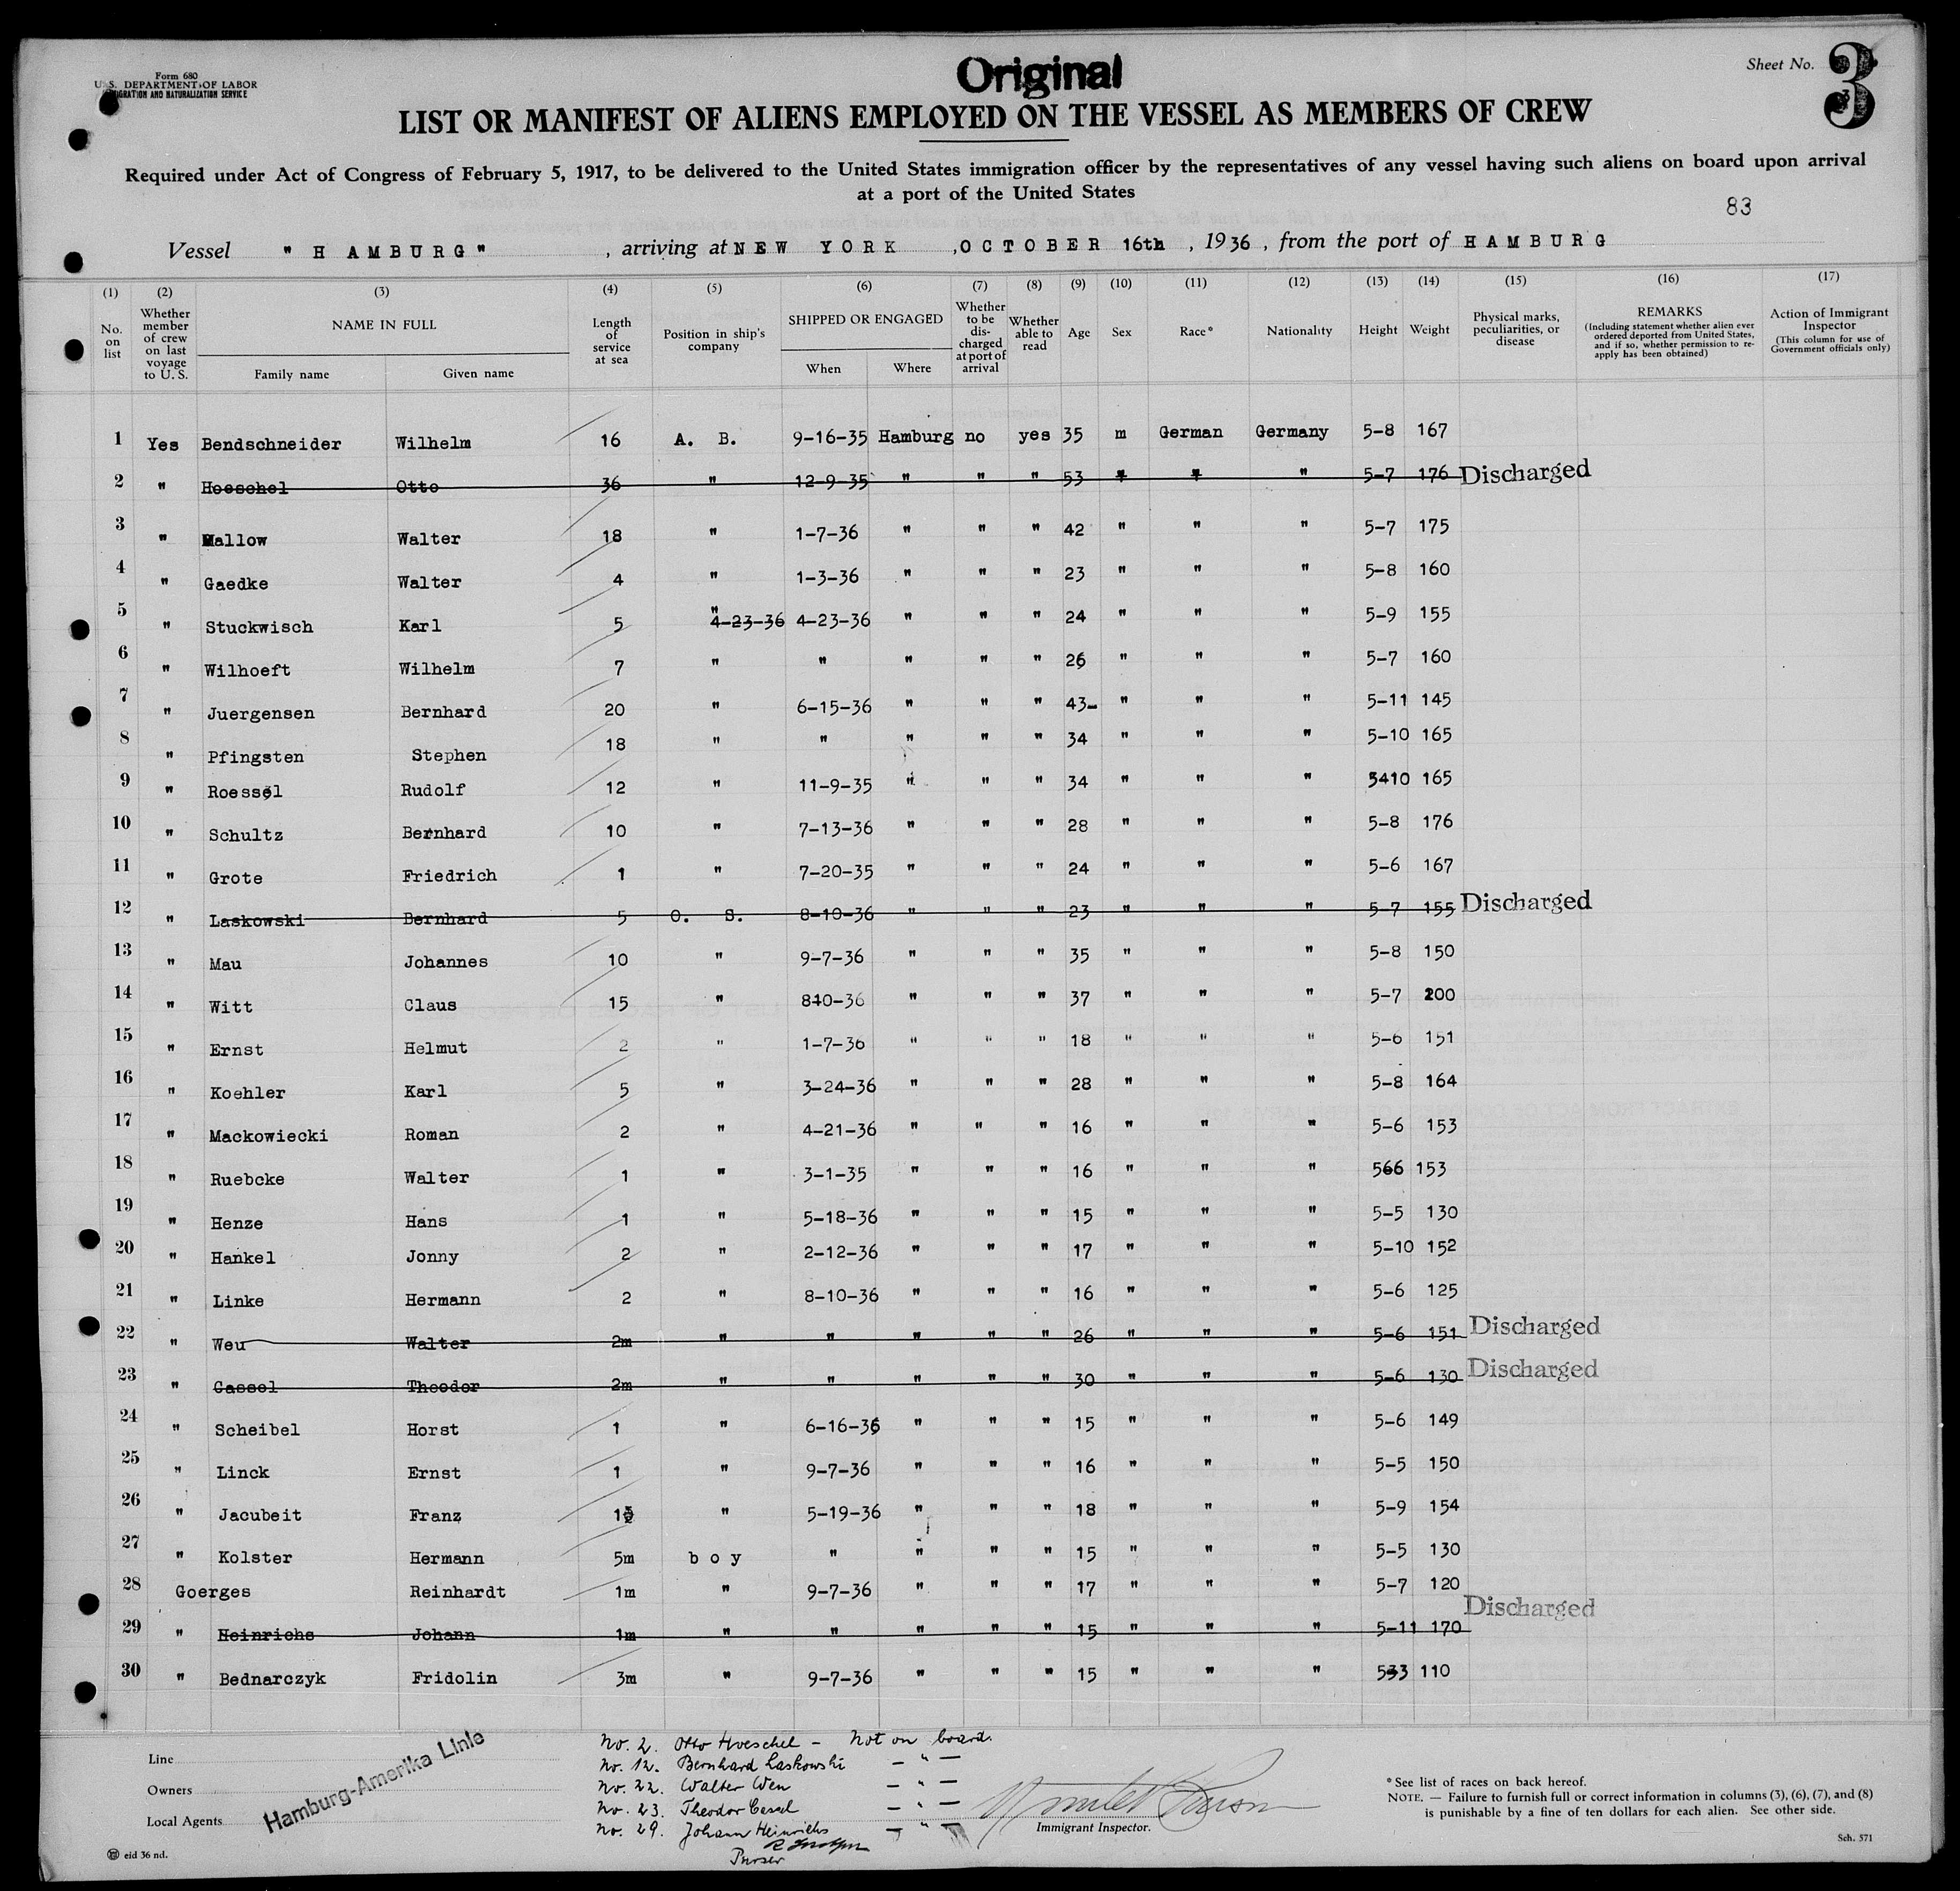 Form 680
U. S. DEPARTMENT OF LABOR
IMMIGRATION AND NATURALIZATION SERVICE
Original
Sheet No. 3
3
LIST OR MANIFEST OF ALIENS EMPLOYED ON THE VESSEL AS MEMBERS OF CREW
Required under Act of Congress of February 5, 1917, to be delivered to the United States immigration officer by the representatives of any vessel having such aliens on board upon arrival
at a port of the United States
83
Vessel " H AMBURG" , arriving at NEW YORK , OCTOBER 16th , 1936 , from the port of HAMBURG
(1) No. on list (2) Whether member of crew on last voyage to U. S. (3) NAME IN FULL Family name Given name (4) Length of service at sea (5) Position in ship's company (6) SHIPPED OR ENGAGED When Where (7) Whether to be discharged at port of arrival (8) Whether able to read (9) Age (10) Sex (11) Race* (12) Nationality (13) Height (14) Weight (15) Physical marks, peculiarities, or disease (16) REMARKS (Including statement whether alien ever ordered deported from United States, and if so, whether permission to reapply has been obtained) (17) Action of Immigrant Inspector (This column for use of Government officials only)
1 Yes Bendschneider Wilhelm 16 A. B. 9-16-35 Hamburg no yes 35 m German Germany 5-8 167
2 " Hoeschel Otto 36 " 12-9-35 " " " 53 " " " 5-7 176 Discharged
3 " Mallow Walter 18 " 1-7-36 " " " 42 " " " 5-7 175
4 " Gaedke Walter 4 " 1-3-36 " " " 23 " " " 5-8 160
5 " Stuckwisch Karl 5 " 4-23-36 4-23-36 " " " 24 " " " 5-9 155
6 " Wilhoeft Wilhelm 7 " " " " " 26 " " " 5-7 160
7 " Juergensen Bernhard 20 " 6-15-36 " " " 43- " " " 5-11 145
8 " Pfingsten Stephen 18 " " " " " 34 " " " 5-10 165
9 " Roessel Rudolf 12 " 11-9-35 " " " 34 " " " 5410 165
10 " Schultz Bernhard 10 " 7-13-36 " " " 28 " " " 5-8 176
11 " Grote Friedrich 1 " 7-20-35 " " " 24 " " " 5-6 167
12 " Laskowski Bernhard 5 O. S. 8-10-36 " " " 23 " " " 5-7 155 Discharged
13 " Mau Johannes 10 " 9-7-36 " " " 35 " " " 5-8 150
14 " Witt Claus 15 " 810-36 " " " 37 " " " 5-7 200
15 " Ernst Helmut 2 " 1-7-36 " " " 18 " " " 5-6 151
16 " Koehler Karl 5 " 3-24-36 " " " 28 " " " 5-8 164
17 " Mackowiecki Roman 2 " 4-21-36 " " " 16 " " " 5-6 153
18 " Ruebcke Walter 1 " 3-1-35 " " " 16 " " " 566 153
19 " Henze Hans 1 " 5-18-36 " " " 15 " " " 5-5 130
20 " Hankel Jonny 2 " 2-12-36 " " " 17 " " " 5-10 152
21 " Linke Hermann 2 " 8-10-36 " " " 16 " " " 5-6 125
22 " Weu Walter 2m " " " " " 26 " " " 5-6 151 Discharged
23 " Cassel Theodor 2m " " " " " 30 " " " 5-6 130 Discharged
24 " Scheibel Horst 1 " 6-16-36 " " " 15 " " " 5-6 149
25 " Linck Ernst 1 " 9-7-36 " " " 16 " " " 5-5 150
26 " Jacubeit Franz " 5-19-36 " " " 18 " " " 5-9 154
27 " Kolster Hermann 5m boy " " " " 15 " " " 5-5 130
28 Goerges Reinhardt 1m " 9-7-36 " " " 17 " " " 5-7 120
29 " Heinrichs Johann 1m " " " " " 15 " " " 5-11 170 Discharged
30 " Bednarczyk Fridolin 3m " 9-7-36 " " " 15 " " " 533 110
Line
Owners
Local Agents
Hamburg-Amerika Linie
No. 2. Otto Hoeschel - Not on board.
No. 12. Bernhard Laskowski - " -
No. 22. Walter Weu - " -
No. 23. Theodor Cassel - " -
No. 29. Johann Heinrichs - " -
Purser
Immigrant Inspector.
* See list of races on back hereof.
NOTE. — Failure to furnish full or correct information in columns (3), (6), (7), and (8)
is punishable by a fine of ten dollars for each alien. See other side.
Sch. 571
eid 36 nd.